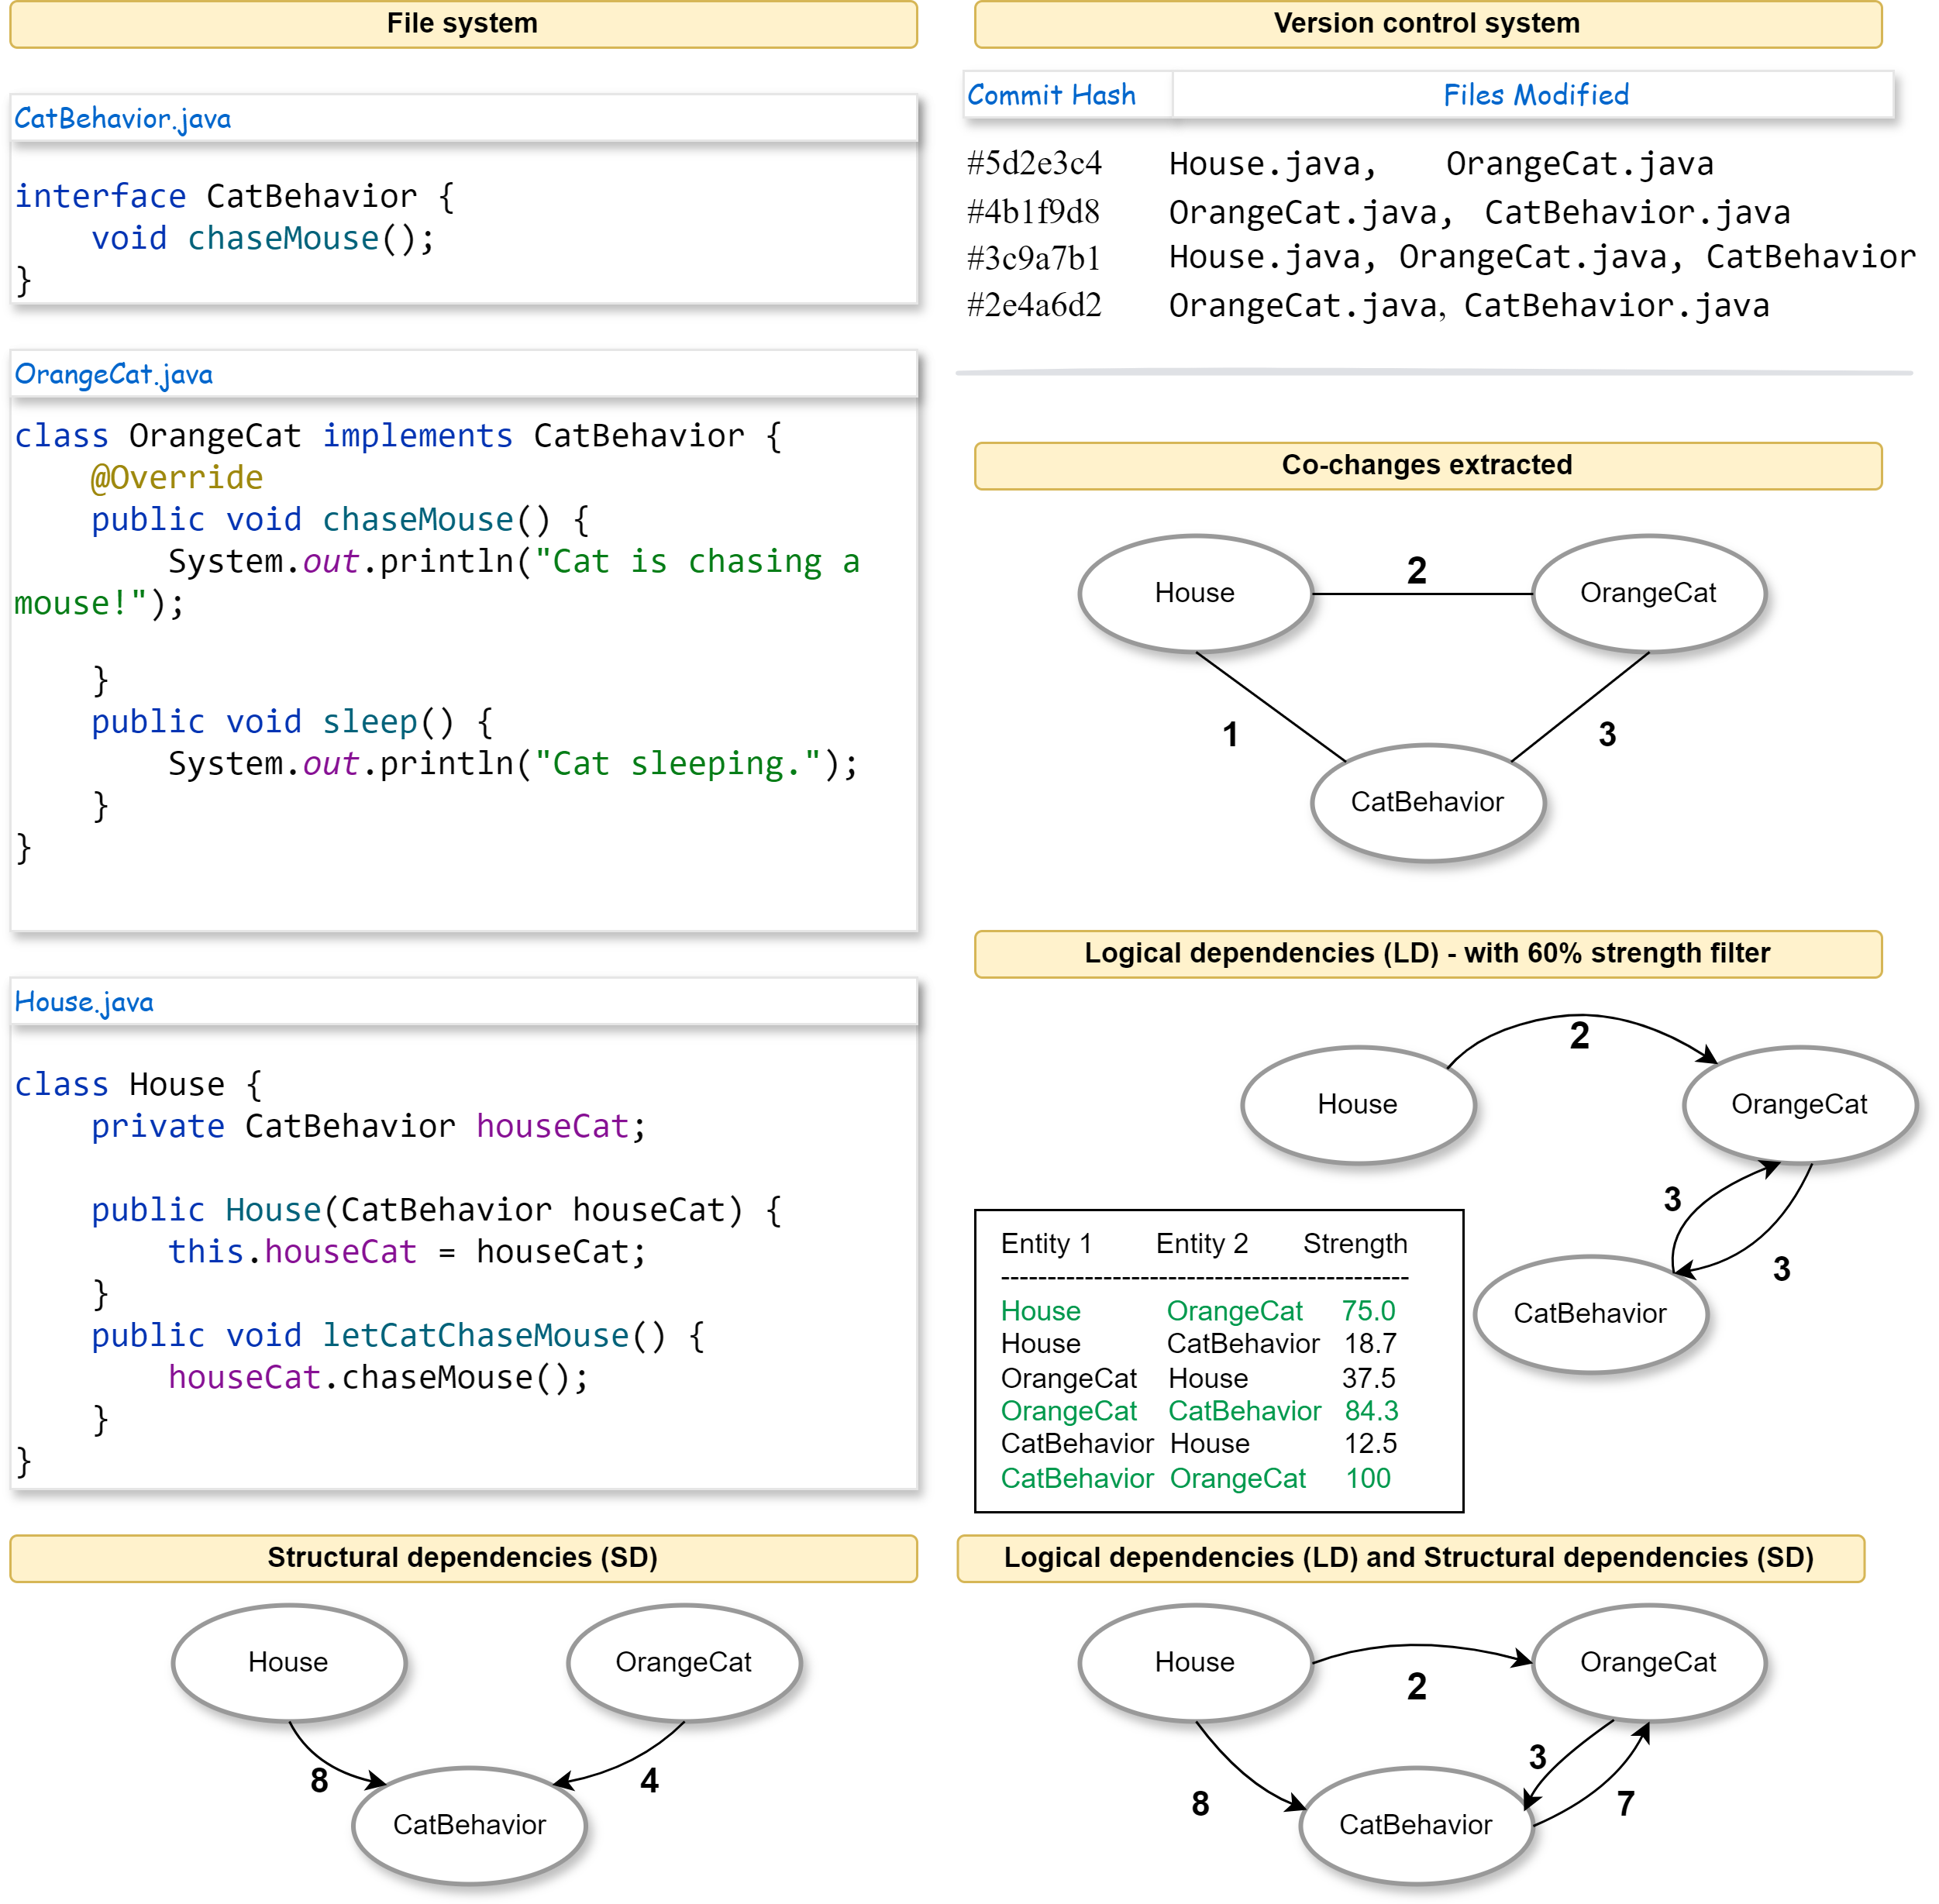 File system
CatBehavior.java
interface CatBehavior {
    void chaseMouse();
}
OrangeCat.java
class OrangeCat implements CatBehavior {
    @Override
    public void chaseMouse() {
        System.out.println("Cat is chasing a
mouse!");
    }
    public void sleep() {
        System.out.println("Cat sleeping.");
    }
}
House.java
class House {
    private CatBehavior houseCat;
    public House(CatBehavior houseCat) {
        this.houseCat = houseCat;
    }
    public void letCatChaseMouse() {
        houseCat.chaseMouse();
    }
}
Structural dependencies (SD)
House
OrangeCat
8
4
CatBehavior
Version control system
Commit Hash Files Modified
#5d2e3c4 House.java, OrangeCat.java
#4b1f9d8 OrangeCat.java, CatBehavior.java
#3c9a7b1 House.java, OrangeCat.java, CatBehavior
#2e4a6d2 OrangeCat.java, CatBehavior.java
Co-changes extracted
2
House
OrangeCat
1
3
CatBehavior
Logical dependencies (LD) - with 60% strength filter
2
House
OrangeCat
3
3
CatBehavior
Entity 1 Entity 2 Strength
--------------------------------------------
House OrangeCat 75.0
House CatBehavior 18.7
OrangeCat House 37.5
OrangeCat CatBehavior 84.3
CatBehavior House 12.5
CatBehavior OrangeCat 100
Logical dependencies (LD) and Structural dependencies (SD)
House
OrangeCat
2
3
8
7
CatBehavior